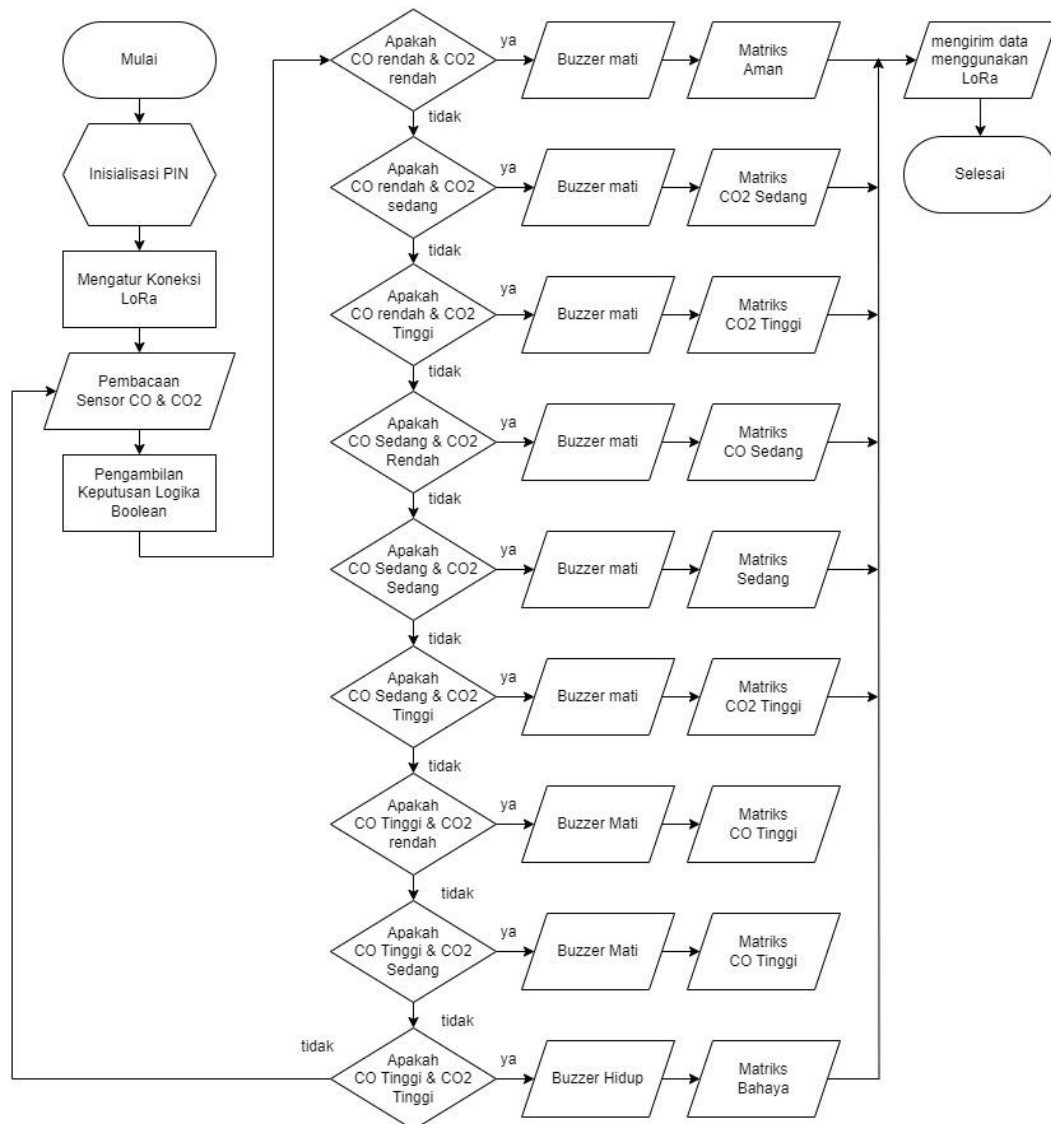 Mulai
Inisialisasi PIN
Mengatur Koneksi
LoRa
Pembacaan
Sensor CO & CO2
Pengambilan
Keputusan Logika
Boolean
Apakah
CO rendah & CO2
rendah
ya
Buzzer mati
Matriks
Aman
mengirim data
menggunakan
LoRa
Selesai
tidak
Apakah
CO rendah & CO2
sedang
ya
Buzzer mati
Matriks
CO2 Sedang
tidak
Apakah
CO rendah & CO2
Tinggi
ya
Buzzer mati
Matriks
CO2 Tinggi
tidak
Apakah
CO Sedang & CO2
Rendah
ya
Buzzer mati
Matriks
CO Sedang
tidak
Apakah
CO Sedang & CO2
Sedang
ya
Buzzer mati
Matriks
Sedang
tidak
Apakah
CO Sedang & CO2
Tinggi
ya
Buzzer mati
Matriks
CO2 Tinggi
tidak
Apakah
CO Tinggi & CO2
rendah
ya
Buzzer Mati
Matriks
CO Tinggi
tidak
Apakah
CO Tinggi & CO2
Sedang
ya
Buzzer Mati
Matriks
CO Tinggi
tidak
tidak
Apakah
CO Tinggi & CO2
Tinggi
ya
Buzzer Hidup
Matriks
Bahaya